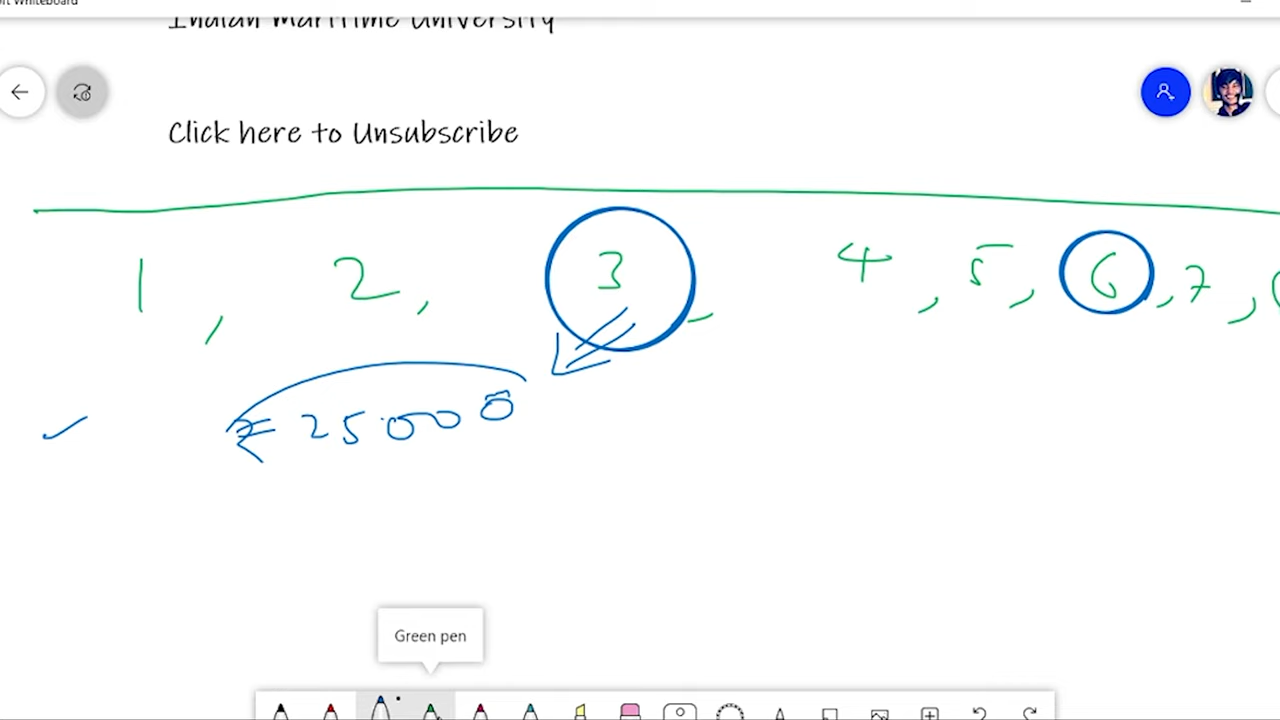 Indian Maritime University
Click here to Unsubscribe
1, 2, 3, 4, 5, 6, 7,
₹ 25000
Green pen